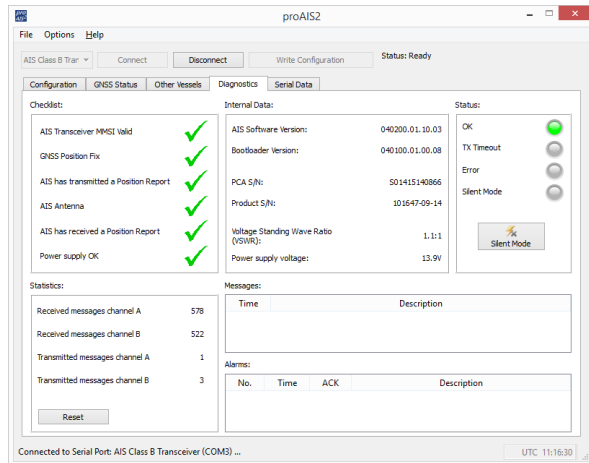 proAIS2
File Options Help
AIS Class B Tran Connect Disconnect Write Configuration Status: Ready
Configuration GNSS Status Other Vessels Diagnostics Serial Data
Checklist:
AIS Transceiver MMSI Valid
GNSS Position Fix
AIS has transmitted a Position Report
AIS Antenna
AIS has received a Position Report
Power supply OK
Internal Data:
AIS Software Version: 040200.01.10.03
Bootloader Version: 040100.01.00.08
PCA S/N: S01415140866
Product S/N: 101647-09-14
Voltage Standing Wave Ratio
(VSWR): 1.1:1
Power supply voltage: 13.9V
Status:
OK
TX Timeout
Error
Silent Mode
Silent Mode
Statistics:
Received messages channel A 578
Received messages channel B 522
Transmitted messages channel A 1
Transmitted messages channel B 3
Reset
Messages:
Time Description
Alarms:
No. Time ACK Description
Connected to Serial Port: AIS Class B Transceiver (COM3) ... UTC 11:16:30